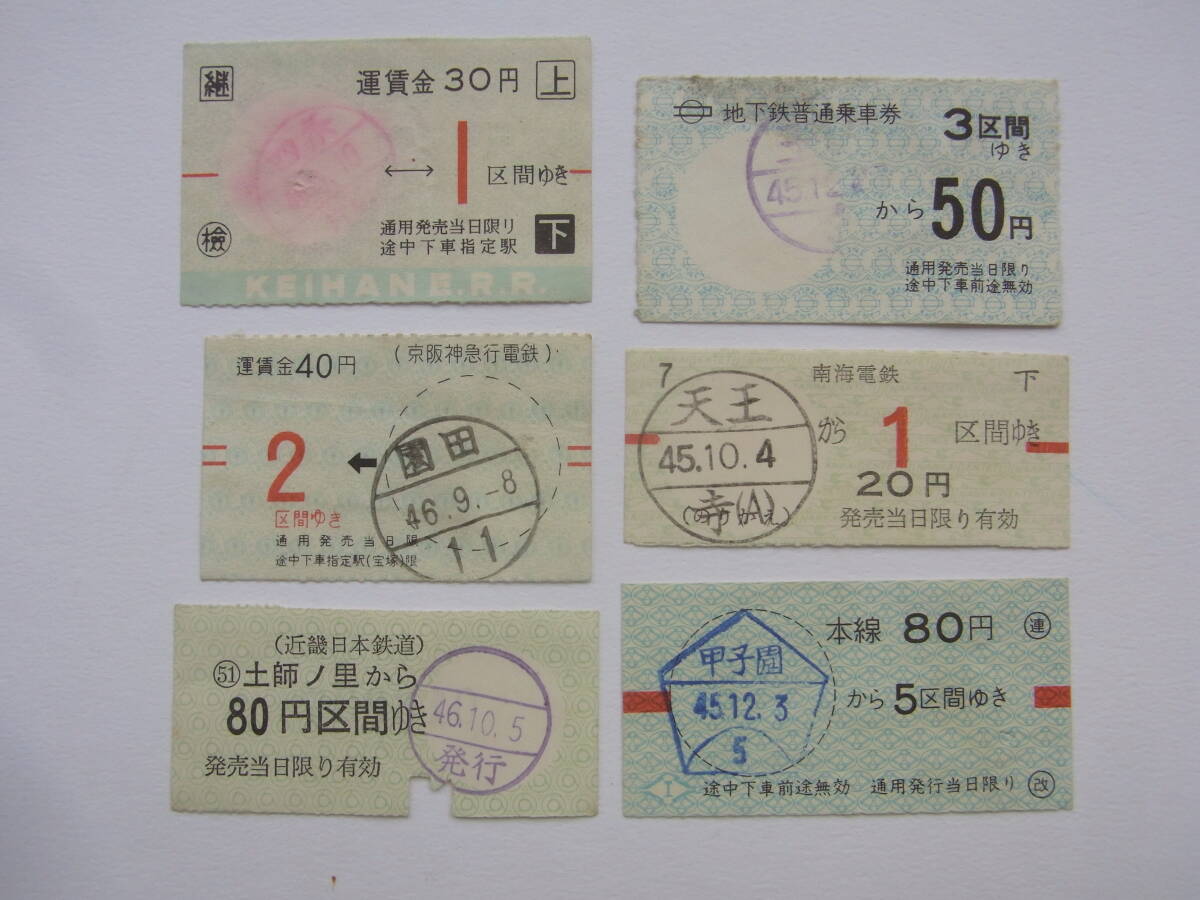 継
運賃金30円
上
↔
1
区間ゆき
検
通用発売当日限り
途中下車指定駅
下
KEIHAN E.R.R.
地下鉄普通乗車券
3区間
ゆき
45.12
から50円
通用発売当日限り
途中下車前途無効
運賃金40円
(京阪神急行電鉄)
2
←
園田
46.9.-8
11
区間ゆき
通用発売当日限
途中下車指定駅(宝塚)限
7
南海電鉄
下
天王
45.10.4
寺(A)
から
1
区間ゆき
20円
(のりかえ)
発売当日限り有効
(近畿日本鉄道)
51土師ノ里から
80円区間ゆき
46.10.5
発行
発売当日限り有効
本線 80円
連
甲子園
45.12.3
5
から5区間ゆき
I
途中下車前途無効 通用発行当日限り
改